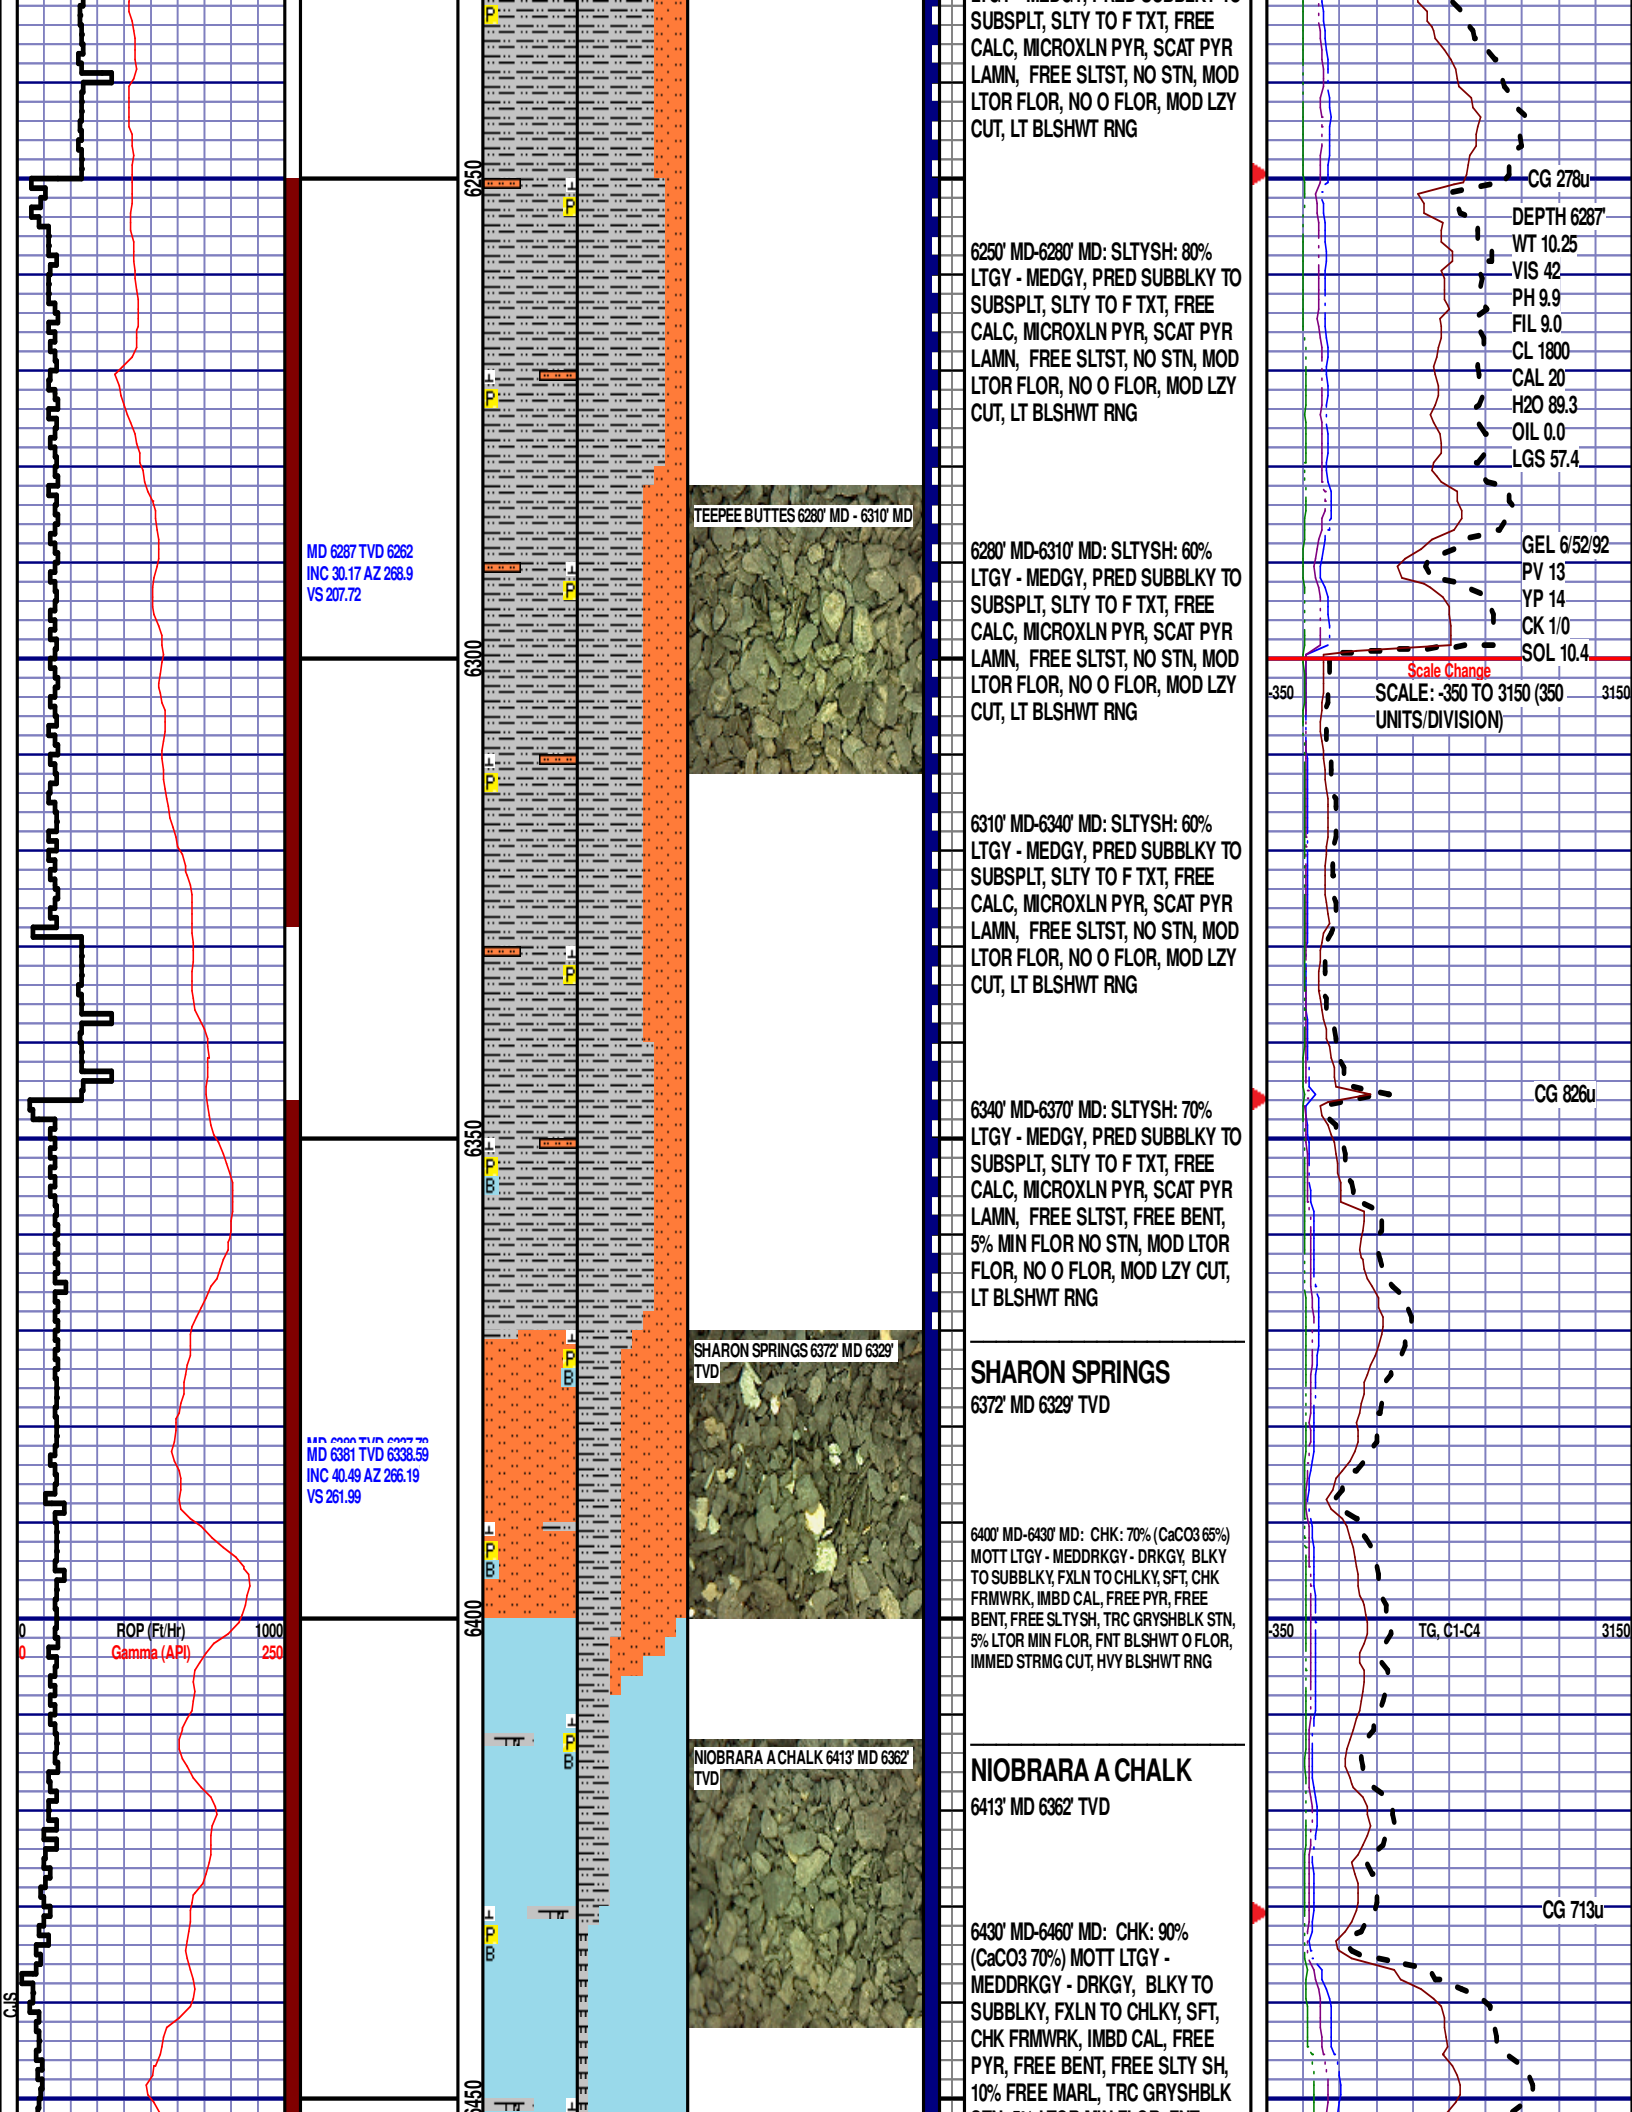 LTGY - MEDGY, PRED SUBBLKY TO
SUBSPLT, SLTY TO F TXT, FREE
CALC, MICROXLN PYR, SCAT PYR
LAMN, FREE SLTST, NO STN, MOD
LTOR FLOR, NO O FLOR, MOD LZY
CUT, LT BLSHWT RNG
P
6250
P
CG 278u
DEPTH 6287'
WT 10.25
VIS 42
PH 9.9
FIL 9.0
CL 1800
CAL 20
H2O 89.3
OIL 0.0
LGS 57.4
6250' MD-6280' MD: SLTYSH: 80%
LTGY - MEDGY, PRED SUBBLKY TO
SUBSPLT, SLTY TO F TXT, FREE
CALC, MICROXLN PYR, SCAT PYR
LAMN, FREE SLTST, NO STN, MOD
LTOR FLOR, NO O FLOR, MOD LZY
CUT, LT BLSHWT RNG
P
TEEPEE BUTTES 6280' MD - 6310' MD
MD 6287 TVD 6262
INC 30.17 AZ 268.9
VS 207.72
P
6280' MD-6310' MD: SLTYSH: 60%
LTGY - MEDGY, PRED SUBBLKY TO
SUBSPLT, SLTY TO F TXT, FREE
CALC, MICROXLN PYR, SCAT PYR
LAMN, FREE SLTST, NO STN, MOD
LTOR FLOR, NO O FLOR, MOD LZY
CUT, LT BLSHWT RNG
GEL 6/52/92
PV 13
YP 14
CK 1/0
SOL 10.4
6300
Scale Change
-350
SCALE: -350 TO 3150 (350
UNITS/DIVISION)
3150
P
6310' MD-6340' MD: SLTYSH: 60%
LTGY - MEDGY, PRED SUBBLKY TO
SUBSPLT, SLTY TO F TXT, FREE
CALC, MICROXLN PYR, SCAT PYR
LAMN, FREE SLTST, NO STN, MOD
LTOR FLOR, NO O FLOR, MOD LZY
CUT, LT BLSHWT RNG
P
CG 826u
6350
P
B
6340' MD-6370' MD: SLTYSH: 70%
LTGY - MEDGY, PRED SUBBLKY TO
SUBSPLT, SLTY TO F TXT, FREE
CALC, MICROXLN PYR, SCAT PYR
LAMN, FREE SLTST, FREE BENT,
5% MIN FLOR NO STN, MOD LTOR
FLOR, NO O FLOR, MOD LZY CUT,
LT BLSHWT RNG
P
B
SHARON SPRINGS 6372' MD 6329'
TVD
SHARON SPRINGS
6372' MD 6329' TVD
MD 6381 TVD 6338.59
INC 40.49 AZ 266.19
VS 261.99
P
B
6400' MD-6430' MD: CHK: 70% (CaCO3 65%)
MOTT LTGY - MEDDRKGY - DRKGY, BLKY
TO SUBBLKY, FXLN TO CHLKY, SFT, CHK
FRMWRK, IMBD CAL, FREE PYR, FREE
BENT, FREE SLTYSH, TRC GRYSHBLK STN,
5% LTOR MIN FLOR, FNT BLSHWT O FLOR,
IMMED STRMG CUT, HVY BLSHWT RNG
6400
0 ROP (Ft/Hr) 1000
0 Gamma (API) 250
-350 TG, C1-C4 3150
P
B
NIOBRARA A CHALK 6413' MD 6362'
TVD
NIOBRARA A CHALK
6413' MD 6362' TVD
CG 713u
P
B
6430' MD-6460' MD: CHK: 90%
(CaCO3 70%) MOTT LTGY -
MEDDRKGY - DRKGY, BLKY TO
SUBBLKY, FXLN TO CHLKY, SFT,
CHK FRMWRK, IMBD CAL, FREE
PYR, FREE BENT, FREE SLTY SH,
10% FREE MARL, TRC GRYSHBLK
CJS
6450